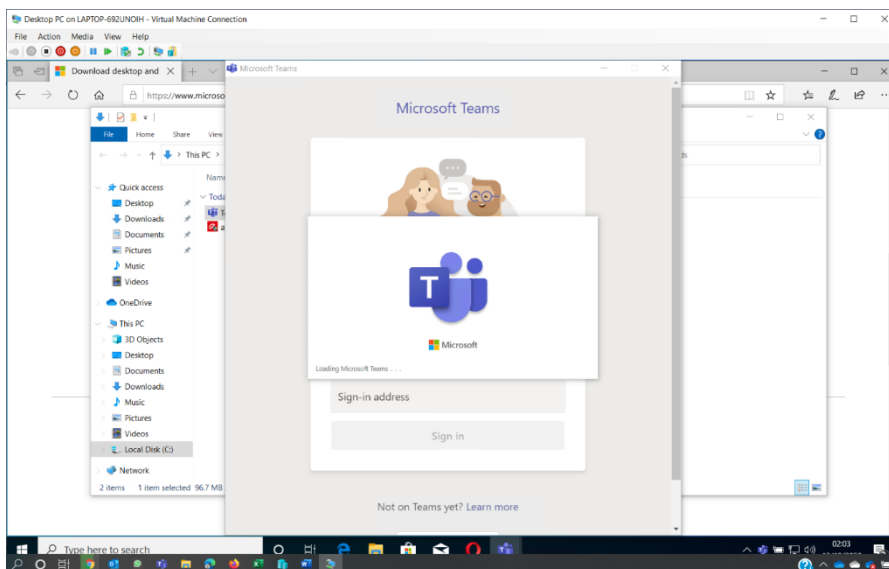 Desktop PC on LAPTOP-692UNOIH - Virtual Machine Connection
File Action Media View Help
Download desktop and
Microsoft Teams
https://www.microso
Microsoft Teams
File Home Share View
This PC
Name
Quick access
Toda
Desktop
Downloads
Documents
Pictures
Music
Videos
OneDrive
This PC
3D Objects
Desktop
Documents
Downloads
Music
Pictures
Videos
Local Disk (C:)
Network
2 items 1 item selected 96.7 MB
T
Microsoft
Loading Microsoft Teams . . .
Sign-in address
Sign in
Not on Teams yet? Learn more
Type here to search
02:03